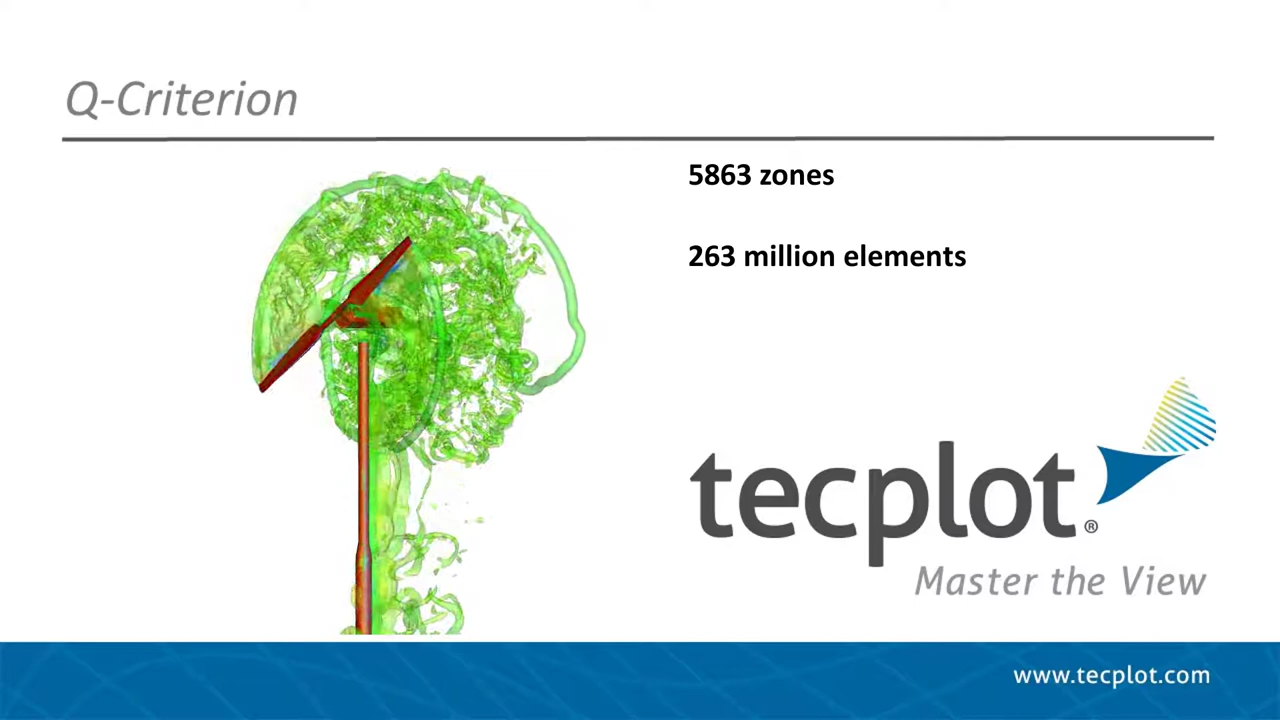 Q-Criterion
5863 zones
263 million elements
tecplot®
Master the View
www.tecplot.com